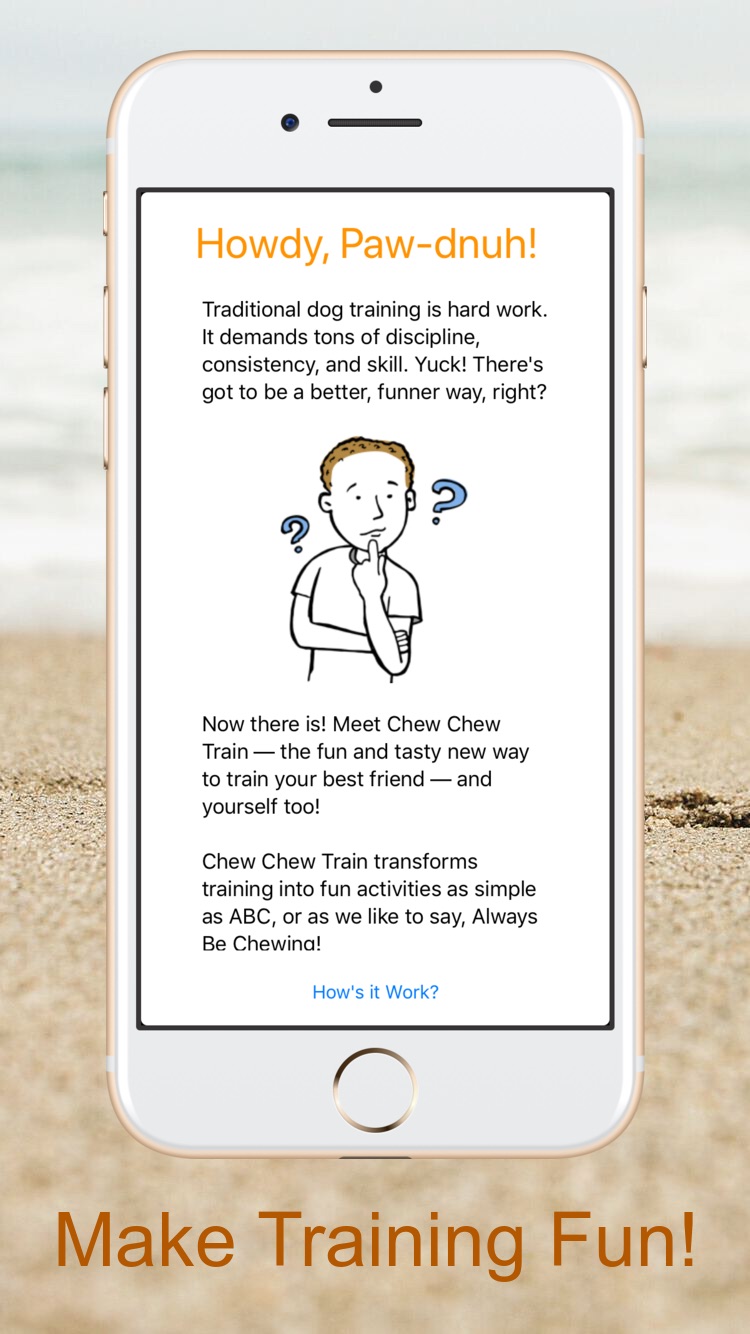 Howdy, Paw-dnuh!
Traditional dog training is hard work.
It demands tons of discipline,
consistency, and skill. Yuck! There's
got to be a better, funner way, right?
?
?
Now there is! Meet Chew Chew
Train — the fun and tasty new way
to train your best friend — and
yourself too!
Chew Chew Train transforms
training into fun activities as simple
as ABC, or as we like to say, Always
Be Chewing!
How's it Work?
Make Training Fun!